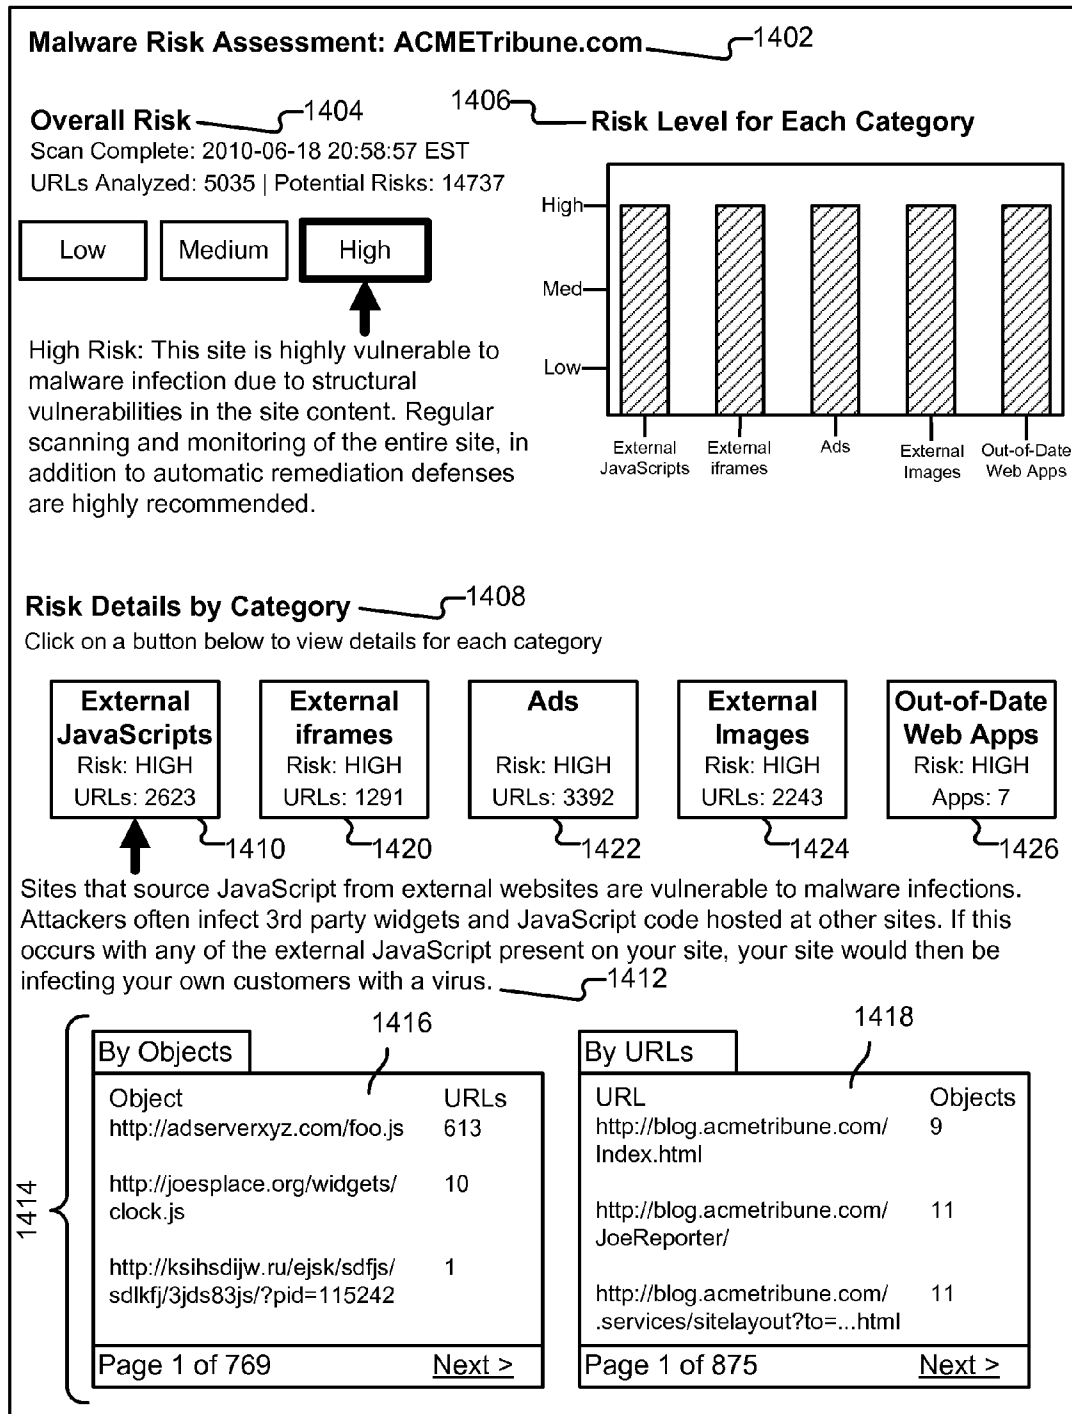 Malware Risk Assessment: ACMETribune.com
1402
Overall Risk
1404
Scan Complete: 2010-06-18 20:58:57 EST
URLs Analyzed: 5035 | Potential Risks: 14737
Low
Medium
High
High Risk: This site is highly vulnerable to
malware infection due to structural
vulnerabilities in the site content. Regular
scanning and monitoring of the entire site, in
addition to automatic remediation defenses
are highly recommended.
1406
Risk Level for Each Category
High
Med
Low
External
JavaScripts
External
iframes
Ads
External
Images
Out-of-Date
Web Apps
Risk Details by Category
1408
Click on a button below to view details for each category
External
JavaScripts
Risk: HIGH
URLs: 2623
1410
External
iframes
Risk: HIGH
URLs: 1291
1420
Ads
Risk: HIGH
URLs: 3392
1422
External
Images
Risk: HIGH
URLs: 2243
1424
Out-of-Date
Web Apps
Risk: HIGH
Apps: 7
1426
Sites that source JavaScript from external websites are vulnerable to malware infections.
Attackers often infect 3rd party widgets and JavaScript code hosted at other sites. If this
occurs with any of the external JavaScript present on your site, your site would then be
infecting your own customers with a virus.
1412
1414
1416
By Objects
Object URLs
http://adserverxyz.com/foo.js 613
http://joesplace.org/widgets/ 10
clock.js
http://ksihsdijw.ru/ejsk/sdfjs/ 1
sdlkfj/3jds83js/?pid=115242
Page 1 of 769 Next >
1418
By URLs
URL Objects
http://blog.acmetribune.com/ 9
Index.html
http://blog.acmetribune.com/ 11
JoeReporter/
http://blog.acmetribune.com/ 11
.services/sitelayout?to=...html
Page 1 of 875 Next >